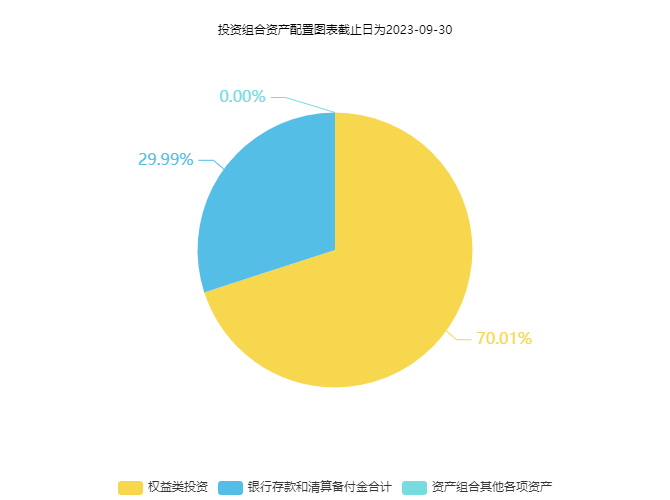 投资组合资产配置图表截止日为2023-09-30
0.00%
29.99%
70.01%
权益类投资
银行存款和清算备付金合计
资产组合其他各项资产